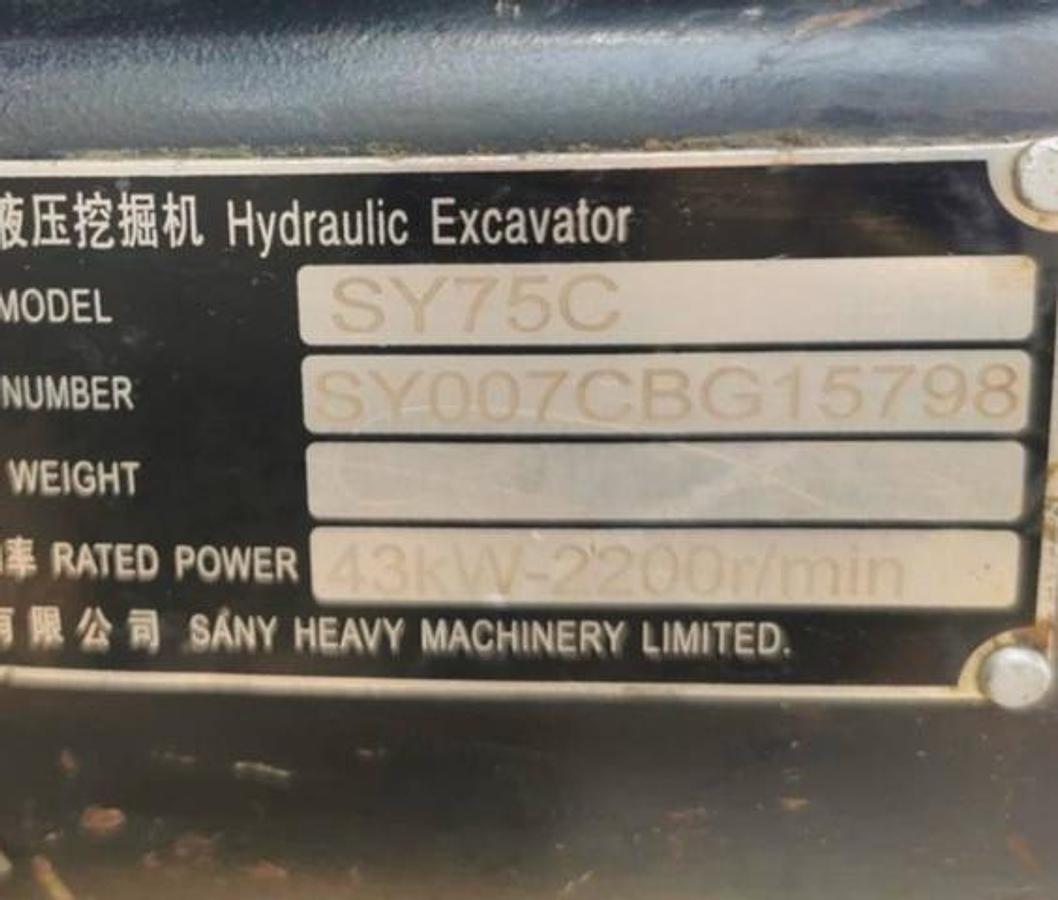 液压挖掘机 Hydraulic Excavator
MODEL SY75C
NUMBER SY007CBG15798
WEIGHT
率 RATED POWER 43kW-2200r/min
有限公司 SANY HEAVY MACHINERY LIMITED.